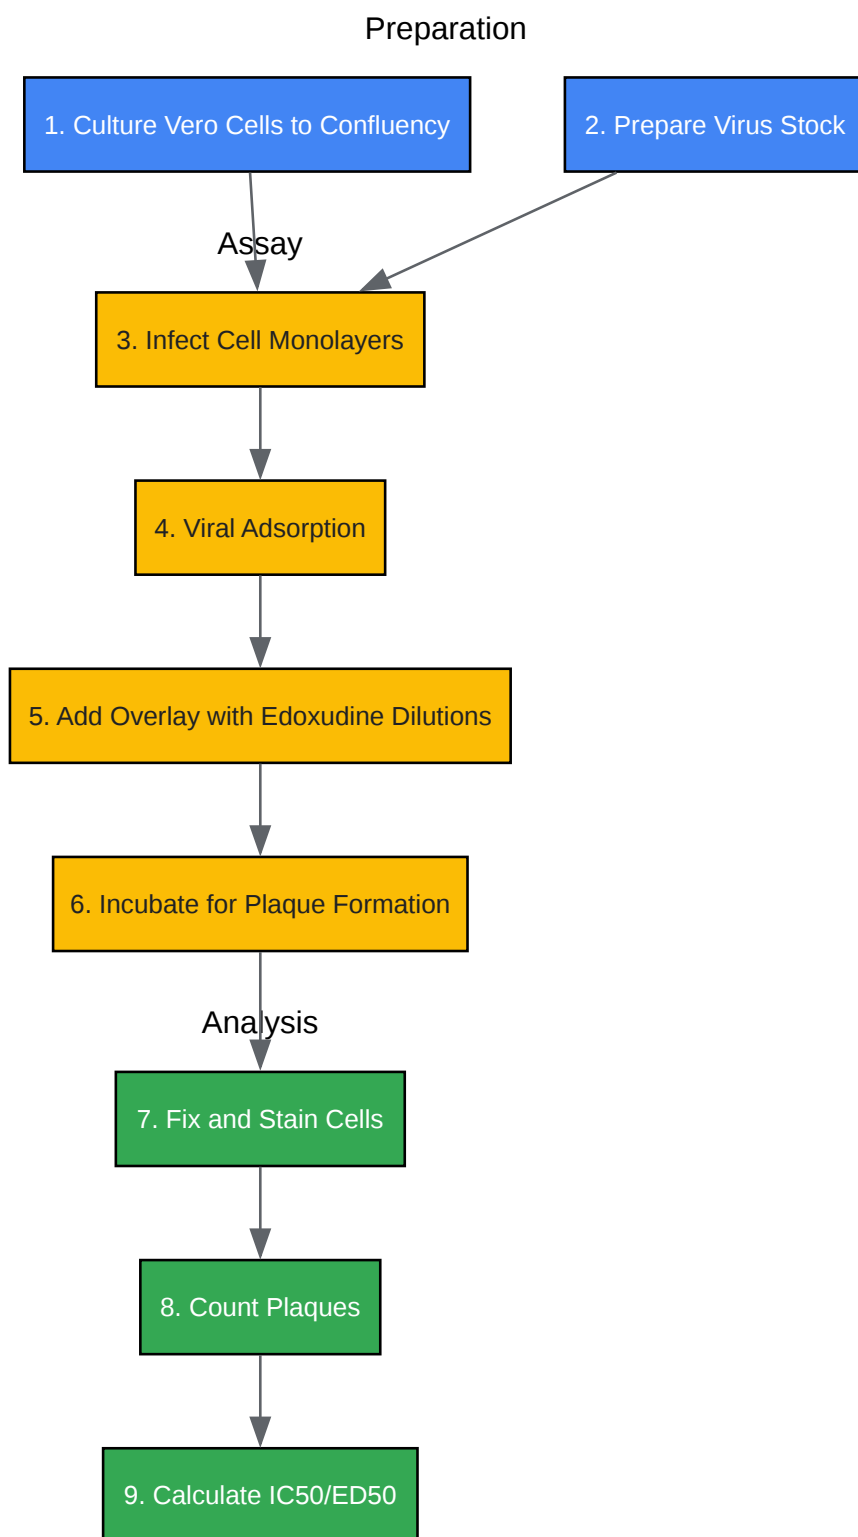 Preparation
1. Culture Vero Cells to Confluency
2. Prepare Virus Stock
Assay
3. Infect Cell Monolayers
4. Viral Adsorption
5. Add Overlay with Edoxudine Dilutions
6. Incubate for Plaque Formation
Analysis
7. Fix and Stain Cells
8. Count Plaques
9. Calculate IC50/ED50